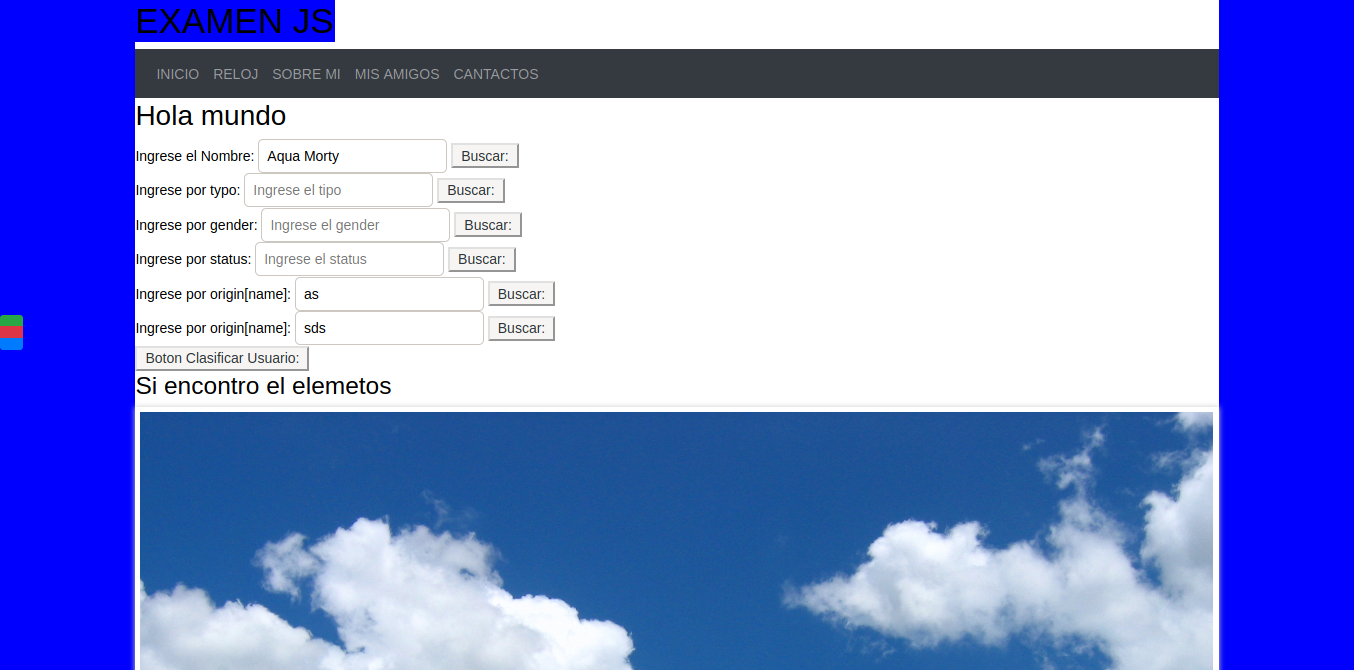 EXAMEN JS
INICIO RELOJ SOBRE MI MIS AMIGOS CANTACTOS
Hola mundo
Ingrese el Nombre: Aqua Morty Buscar:
Ingrese por typo: Ingrese el tipo Buscar:
Ingrese por gender: Ingrese el gender Buscar:
Ingrese por status: Ingrese el status Buscar:
Ingrese por origin[name]: as Buscar:
Ingrese por origin[name]: sds Buscar:
Boton Clasificar Usuario:
Si encontro el elemetos